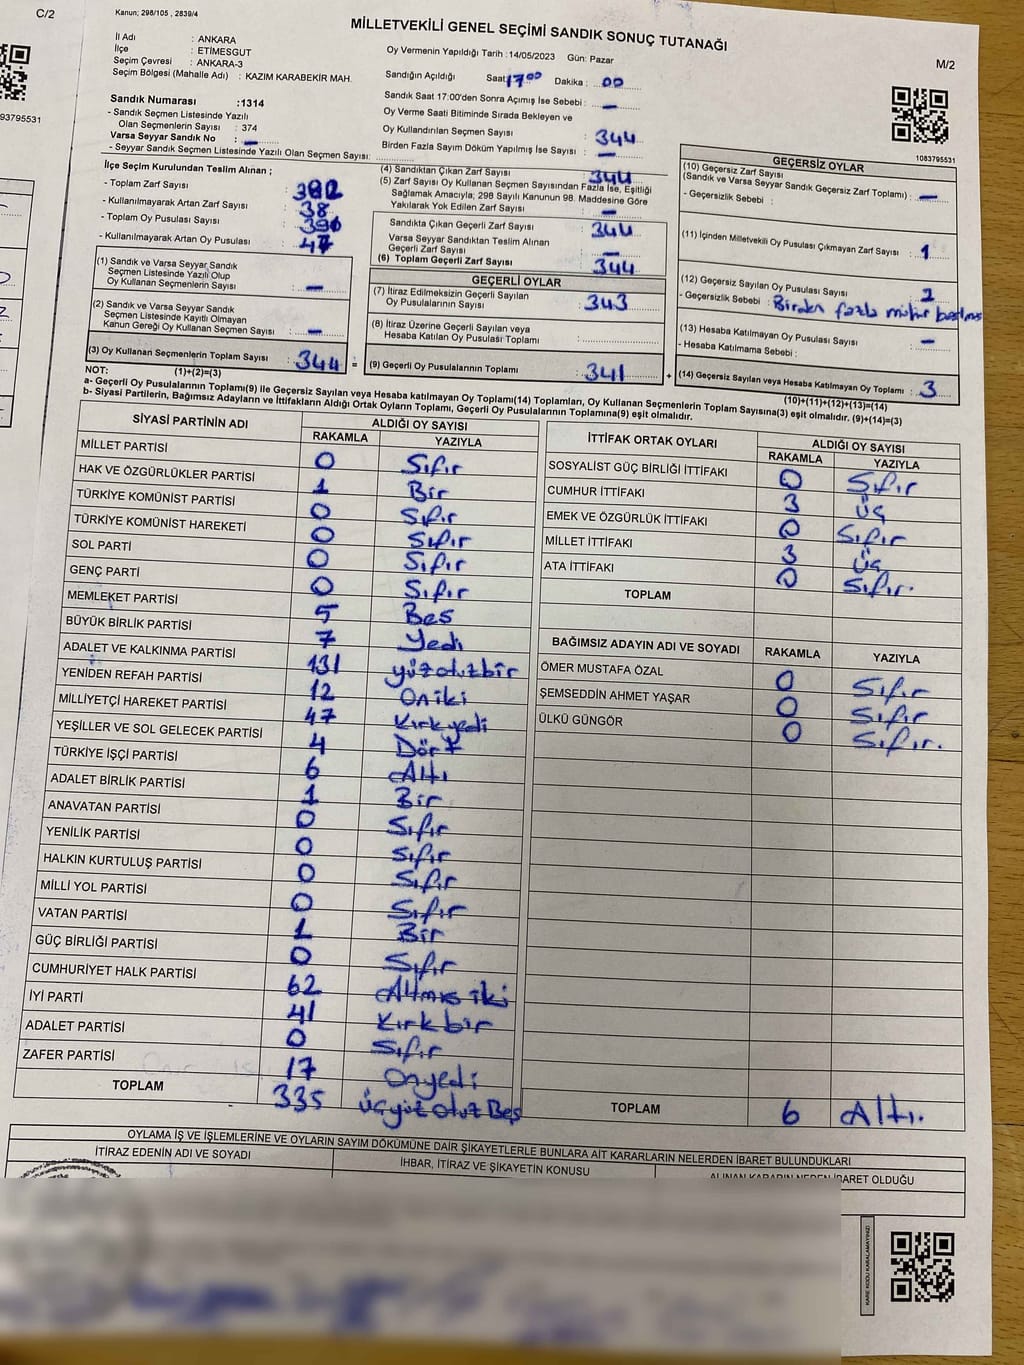 C/2
93795531
Kanun; 298/105 , 2839/4
MİLLETVEKİLİ GENEL SEÇİMİ SANDIK SONUÇ TUTANAĞI
M/2
İl Adı : ANKARA
İlçe : ETİMESGUT
Seçim Çevresi : ANKARA-3
Seçim Bölgesi (Mahalle Adı) : KAZIM KARABEKİR MAH.
Oy Vermenin Yapıldığı Tarih : 14/05/2023 Gün: Pazar
Sandığın Açıldığı Saat: 17 00 Dakika : 00
Sandık Saat 17:00'den Sonra Açımış İse Sebebi : —
Oy Verme Saati Bitiminde Sırada Bekleyen ve
Oy Kullandırılan Seçmen Sayısı : 344
Birden Fazla Sayım Döküm Yapılmış İse Sayısı : —
Sandık Numarası :1314
- Sandık Seçmen Listesinde Yazılı
Olan Seçmenlerin Sayısı : 374
Varsa Seyyar Sandık No : —
- Seyyar Sandık Seçmen Listesinde Yazılı Olan Seçmen Sayısı:
1083795531
İlçe Seçim Kurulundan Teslim Alınan ;
- Toplam Zarf Sayısı :
- Kullanılmayarak Artan Zarf Sayısı : 38
- Toplam Oy Pusulası Sayısı : 390
- Kullanılmayarak Artan Oy Pusulası : 47
(1) Sandık ve Varsa Seyyar Sandık
Seçmen Listesinde Yazılı Olup
Oy Kullanan Seçmenlerin Sayısı : —
(2) Sandık ve Varsa Seyyar Sandık
Seçmen Listesinde Kayıtlı Olmayan
Kanun Gereği Oy Kullanan Seçmen Sayısı : —
(3) Oy Kullanan Seçmenlerin Toplam Sayısı : 344 =
(4) Sandıktan Çıkan Zarf Sayısı : 344
(5) Zarf Sayısı Oy Kullanan Seçmen Sayısından Fazla İse, Eşitliği
Sağlamak Amacıyla; 298 Sayılı Kanunun 98. Maddesine Göre
Yakılarak Yok Edilen Zarf Sayısı : —
Sandıkta Çıkan Geçerli Zarf Sayısı : 344
Varsa Seyyar Sandıktan Teslim Alınan
Geçerli Zarf Sayısı : —
(6) Toplam Geçerli Zarf Sayısı : 344
GEÇERLİ OYLAR
(7) İtiraz Edilmeksizin Geçerli Sayılan
Oy Pusulalarının Sayısı : 343
(8) İtiraz Üzerine Geçerli Sayılan veya
Hesaba Katılan Oy Pusulası Toplamı :
(9) Geçerli Oy Pusulalarının Toplamı : 341 +
GEÇERSİZ OYLAR
(10) Geçersiz Zarf Sayısı
(Sandık ve Varsa Seyyar Sandık Geçersiz Zarf Toplamı) : —
- Geçersizlik Sebebi :
(11) İçinden Milletvekili Oy Pusulası Çıkmayan Zarf Sayısı : 1
(12) Geçersiz Sayılan Oy Pusulası Sayısı : 2
- Geçersizlik Sebebi : Birden fazla mühür basılmış
(13) Hesaba Katılmayan Oy Pusulası Sayısı : —
- Hesaba Katılmama Sebebi :
(14) Geçersiz Sayılan veya Hesaba Katılmayan Oy Toplamı : 3
NOT: (1)+(2)=(3)
(10)+(11)+(12)+(13)=(14)
a- Geçerli Oy Pusulalarının Toplamı(9) ile Geçersiz Sayılan veya Hesaba katılmayan Oy Toplamı(14) Toplamları, Oy Kullanan Seçmenlerin Toplam Sayısına(3) eşit olmalıdır. (9)+(14)=(3)
b- Siyasi Partilerin, Bağımsız Adayların ve İttifakların Aldığı Ortak Oyların Toplamı, Geçerli Oy Pusulalarının Toplamına(9) eşit olmalıdır.
SİYASİ PARTİNİN ADI ALDIĞI OY SAYISI
RAKAMLA YAZIYLA
MİLLET PARTİSİ 0 Sıfır
HAK VE ÖZGÜRLÜKLER PARTİSİ 1 Bir
TÜRKİYE KOMÜNİST PARTİSİ 0 Sıfır
TÜRKİYE KOMÜNİST HAREKETİ 0 Sıfır
SOL PARTİ 0 Sıfır
GENÇ PARTİ 0 Sıfır
MEMLEKET PARTİSİ 5 Beş
BÜYÜK BİRLİK PARTİSİ 7 Yedi
ADALET VE KALKINMA PARTİSİ 131 yüzotuzbir
YENİDEN REFAH PARTİSİ 12 Oniki
MİLLİYETÇİ HAREKET PARTİSİ 47 Kırkyedi
YEŞİLLER VE SOL GELECEK PARTİSİ 4 Dört
TÜRKİYE İŞÇİ PARTİSİ 6 Altı
ADALET BİRLİK PARTİSİ 1 Bir
ANAVATAN PARTİSİ 0 Sıfır
YENİLİK PARTİSİ 0 Sıfır
HALKIN KURTULUŞ PARTİSİ 0 Sıfır
MİLLİ YOL PARTİSİ 0 Sıfır
VATAN PARTİSİ 1 Bir
GÜÇ BİRLİĞİ PARTİSİ 0 Sıfır
CUMHURİYET HALK PARTİSİ 62 Altmış iki
İYİ PARTİ 41 Kırkbir
ADALET PARTİSİ 0 Sıfır
ZAFER PARTİSİ 17 Onyedi
TOPLAM 335 üçyüz otuz Beş
İTTİFAK ORTAK OYLARI ALDIĞI OY SAYISI
RAKAMLA YAZIYLA
SOSYALİST GÜÇ BİRLİĞİ İTTİFAKI 0 Sıfır
CUMHUR İTTİFAKI 3 üç
EMEK VE ÖZGÜRLÜK İTTİFAKI 0 Sıfır
MİLLET İTTİFAKI 3 üç
ATA İTTİFAKI 0 Sıfır.
TOPLAM
BAĞIMSIZ ADAYIN ADI VE SOYADI RAKAMLA YAZIYLA
ÖMER MUSTAFA ÖZAL 0 Sıfır
ŞEMSEDDİN AHMET YAŞAR 0 Sıfır
ÜLKÜ GÜNGÖR 0 Sıfır.
TOPLAM 6 Altı.
OYLAMA İŞ VE İŞLEMLERİNE VE OYLARIN SAYIM DÖKÜMÜNE DAİR ŞİKAYETLERLE BUNLARA AİT KARARLARIN NELERDEN İBARET BULUNDUKLARI
İTİRAZ EDENİN ADI VE SOYADI İHBAR, İTİRAZ VE ŞİKAYETİN KONUSU ALINAN KARARIN NEDEN İBARET OLDUĞU
KARE KODU KARALAMAYINIZ!